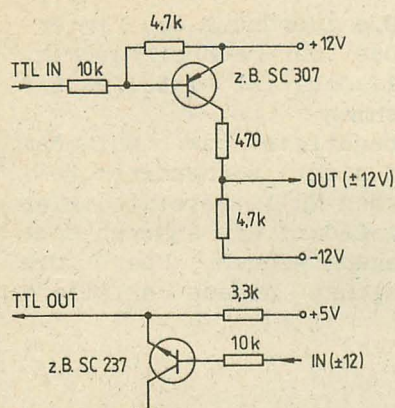 4,7k
+12V
TTL IN
10k
z.B. SC 307
470
OUT (±12V)
4,7k
-12V
TTL OUT
3,3k
+5V
10k
z.B. SC 237
IN (±12)